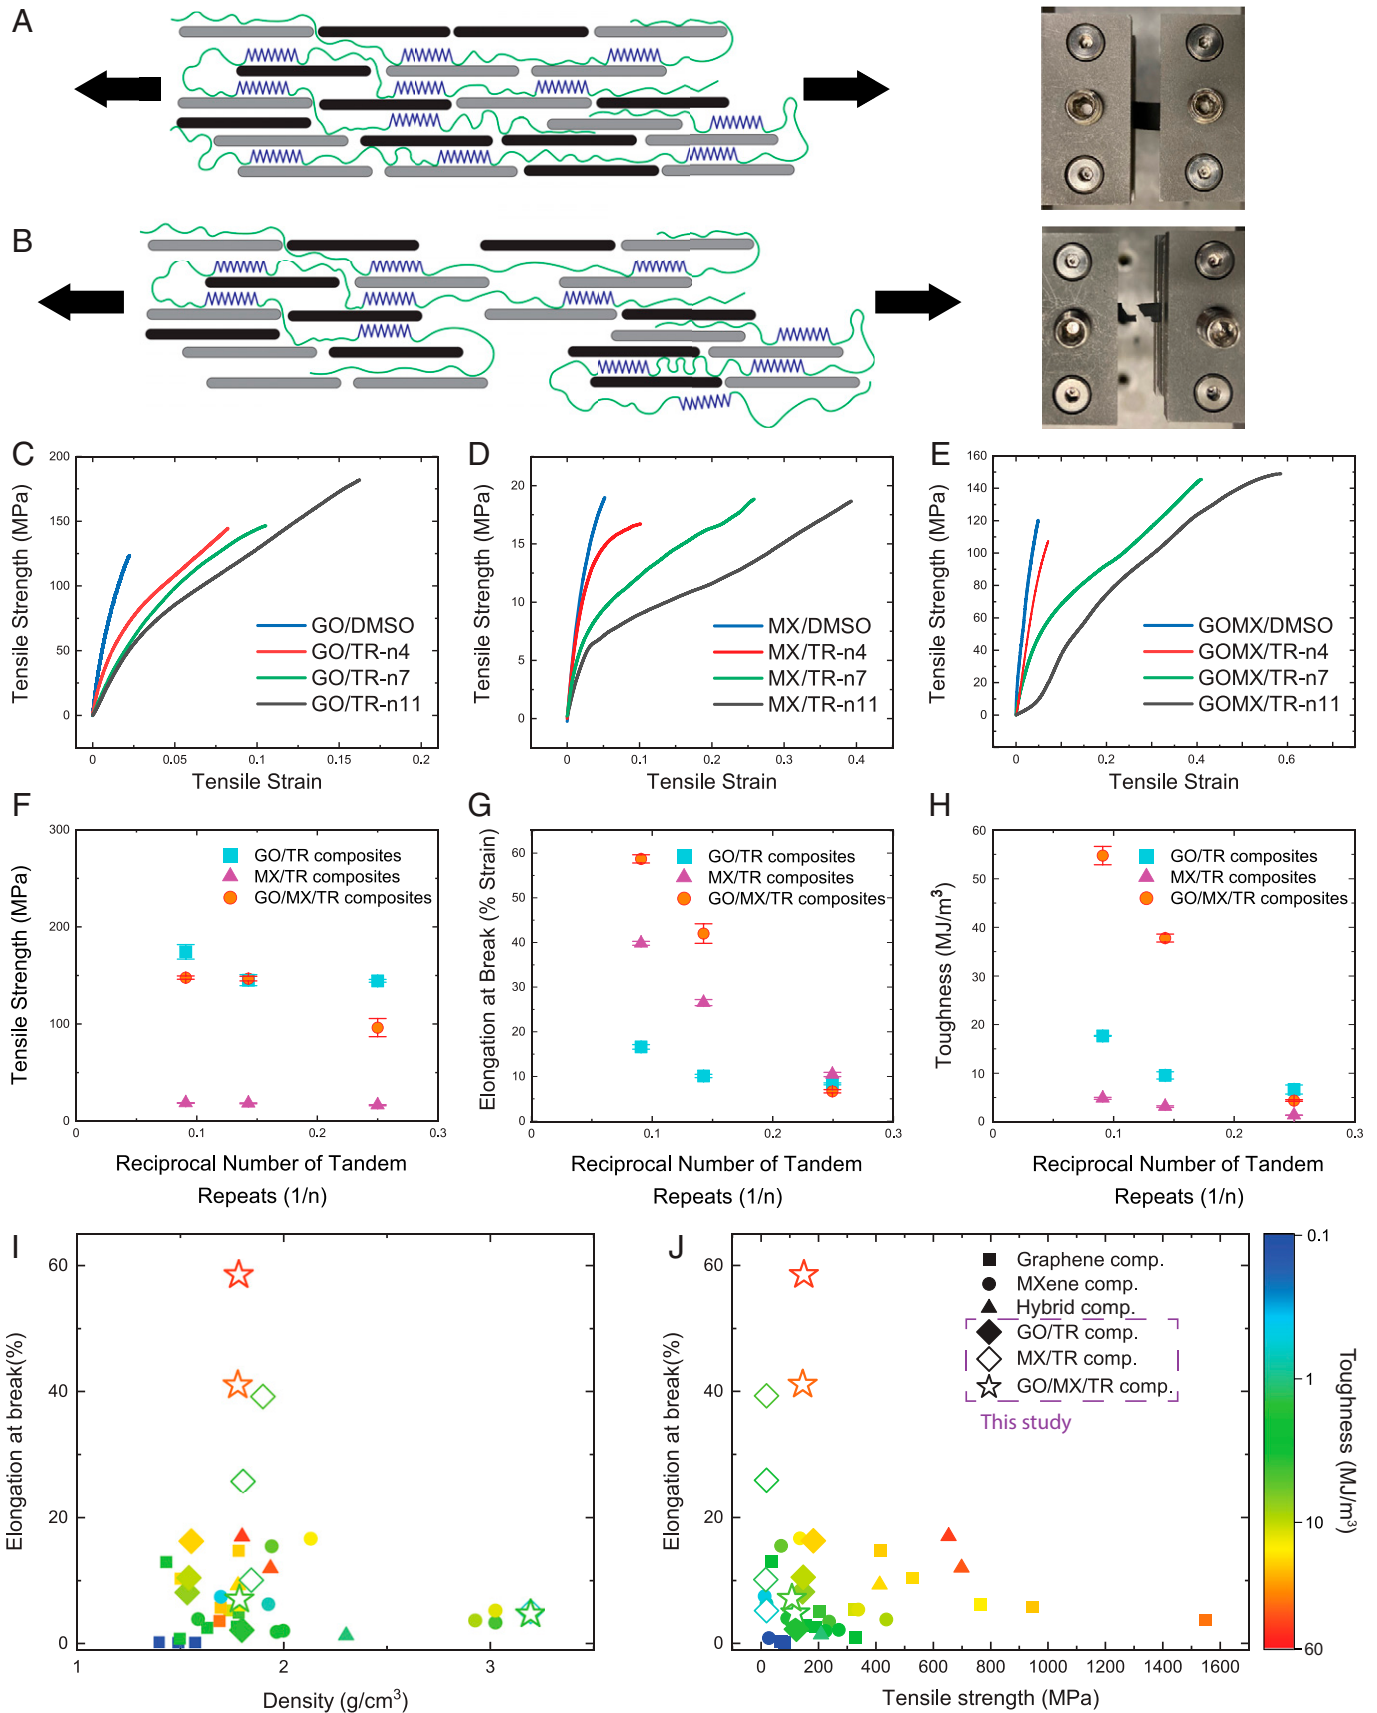 A
B
C
200
150
100
50
0
Tensile Strength (MPa)
GO/DMSO
GO/TR-n4
GO/TR-n7
GO/TR-n11
0 0.05 0.1 0.15 0.2
Tensile Strain
D
20
15
10
5
0
Tensile Strength (MPa)
MX/DMSO
MX/TR-n4
MX/TR-n7
MX/TR-n11
0 0.1 0.2 0.3 0.4
Tensile Strain
E
160
140
120
100
80
60
40
20
0
Tensile Strength (MPa)
GOMX/DMSO
GOMX/TR-n4
GOMX/TR-n7
GOMX/TR-n11
0 0.2 0.4 0.6
Tensile Strain
F
300
200
100
0
Tensile Strength (MPa)
GO/TR composites
MX/TR composites
GO/MX/TR composites
0 0.1 0.2 0.3
Reciprocal Number of Tandem
Repeats (1/n)
G
60
50
40
30
20
10
0
Elongation at Break (% Strain)
GO/TR composites
MX/TR composites
GO/MX/TR composites
0 0.1 0.2 0.3
Reciprocal Number of Tandem
Repeats (1/n)
H
60
50
40
30
20
10
0
Toughness (MJ/m³)
GO/TR composites
MX/TR composites
GO/MX/TR composites
0 0.1 0.2 0.3
Reciprocal Number of Tandem
Repeats (1/n)
I
60
40
20
0
Elongation at break(%)
1 2 3
Density (g/cm³)
J
60
40
20
0
Elongation at break(%)
Graphene comp.
MXene comp.
Hybrid comp.
GO/TR comp.
MX/TR comp.
GO/MX/TR comp.
This study
0 200 400 600 800 1000 1200 1400 1600
Tensile strength (MPa)
0.1
1
10
60
Toughness (MJ/m³)